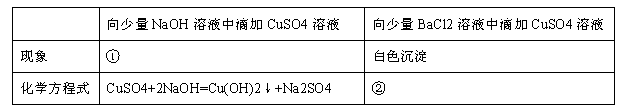 向少量 NaOH 溶液中滴加 CuSO4 溶液 向少量 BaCl2 溶液中滴加 CuSO4 溶液
现象 ① 白色沉淀
化学方程式 CuSO4+2NaOH=Cu(OH)2↓+Na2SO4 ②